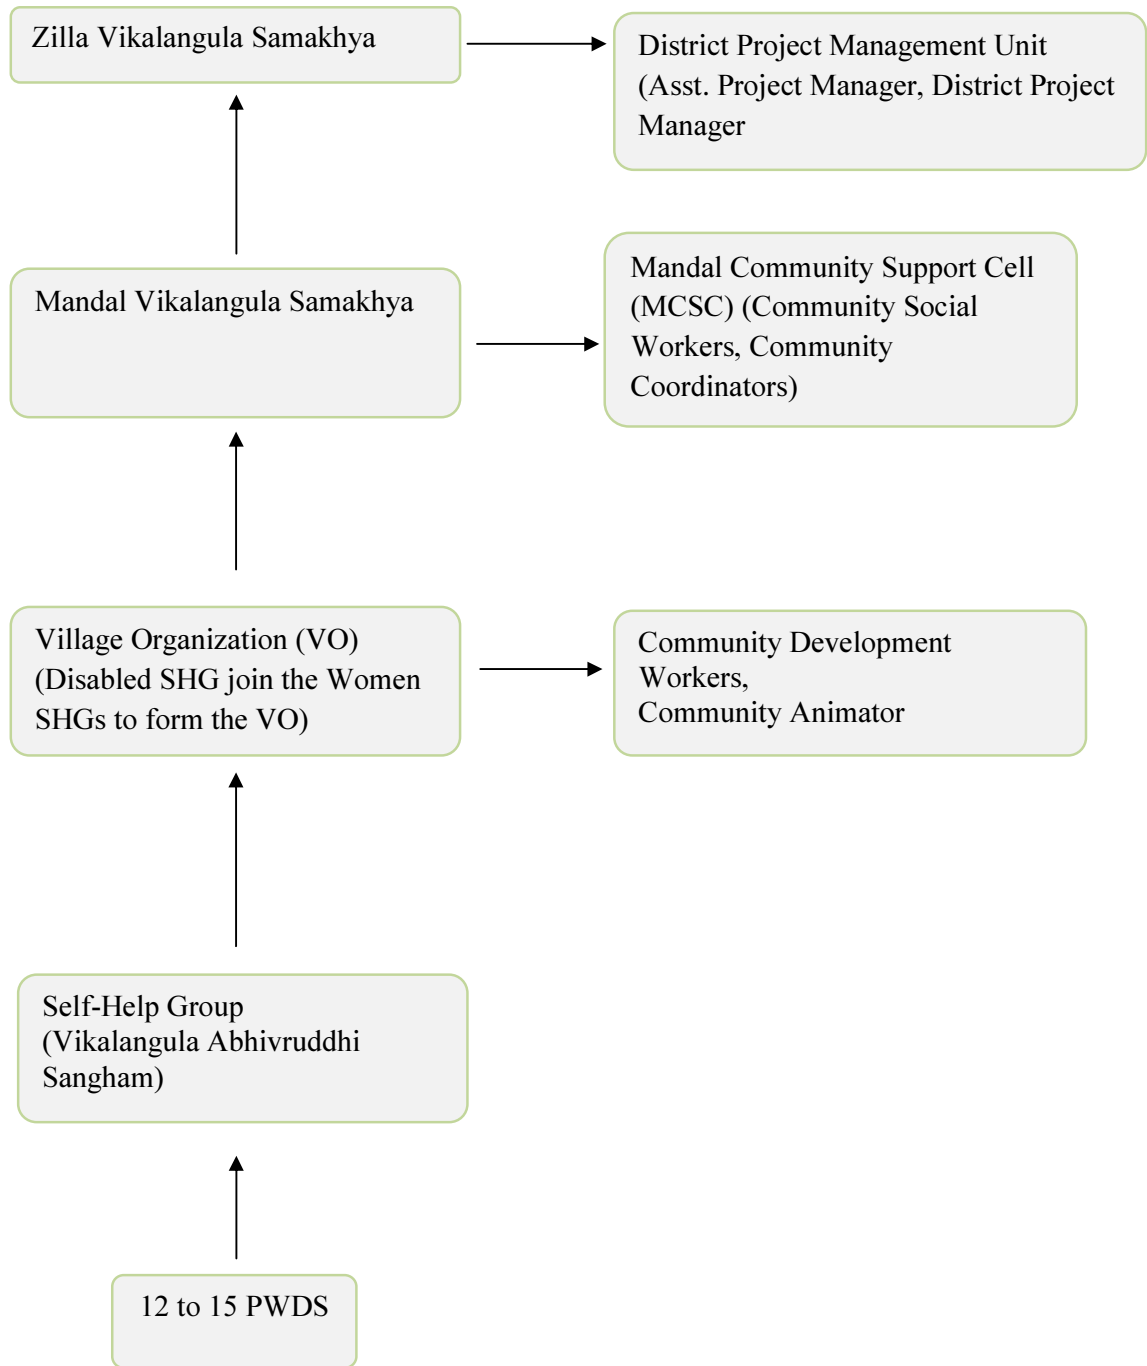 Zilla Vikalangula Samakhya
District Project Management Unit
(Asst. Project Manager, District Project
Manager
Mandal Vikalangula Samakhya
Mandal Community Support Cell
(MCSC) (Community Social
Workers, Community
Coordinators)
Village Organization (VO)
(Disabled SHG join the Women
SHGs to form the VO)
Community Development
Workers,
Community Animator
Self-Help Group
(Vikalangula Abhivruddhi
Sangham)
12 to 15 PWDS